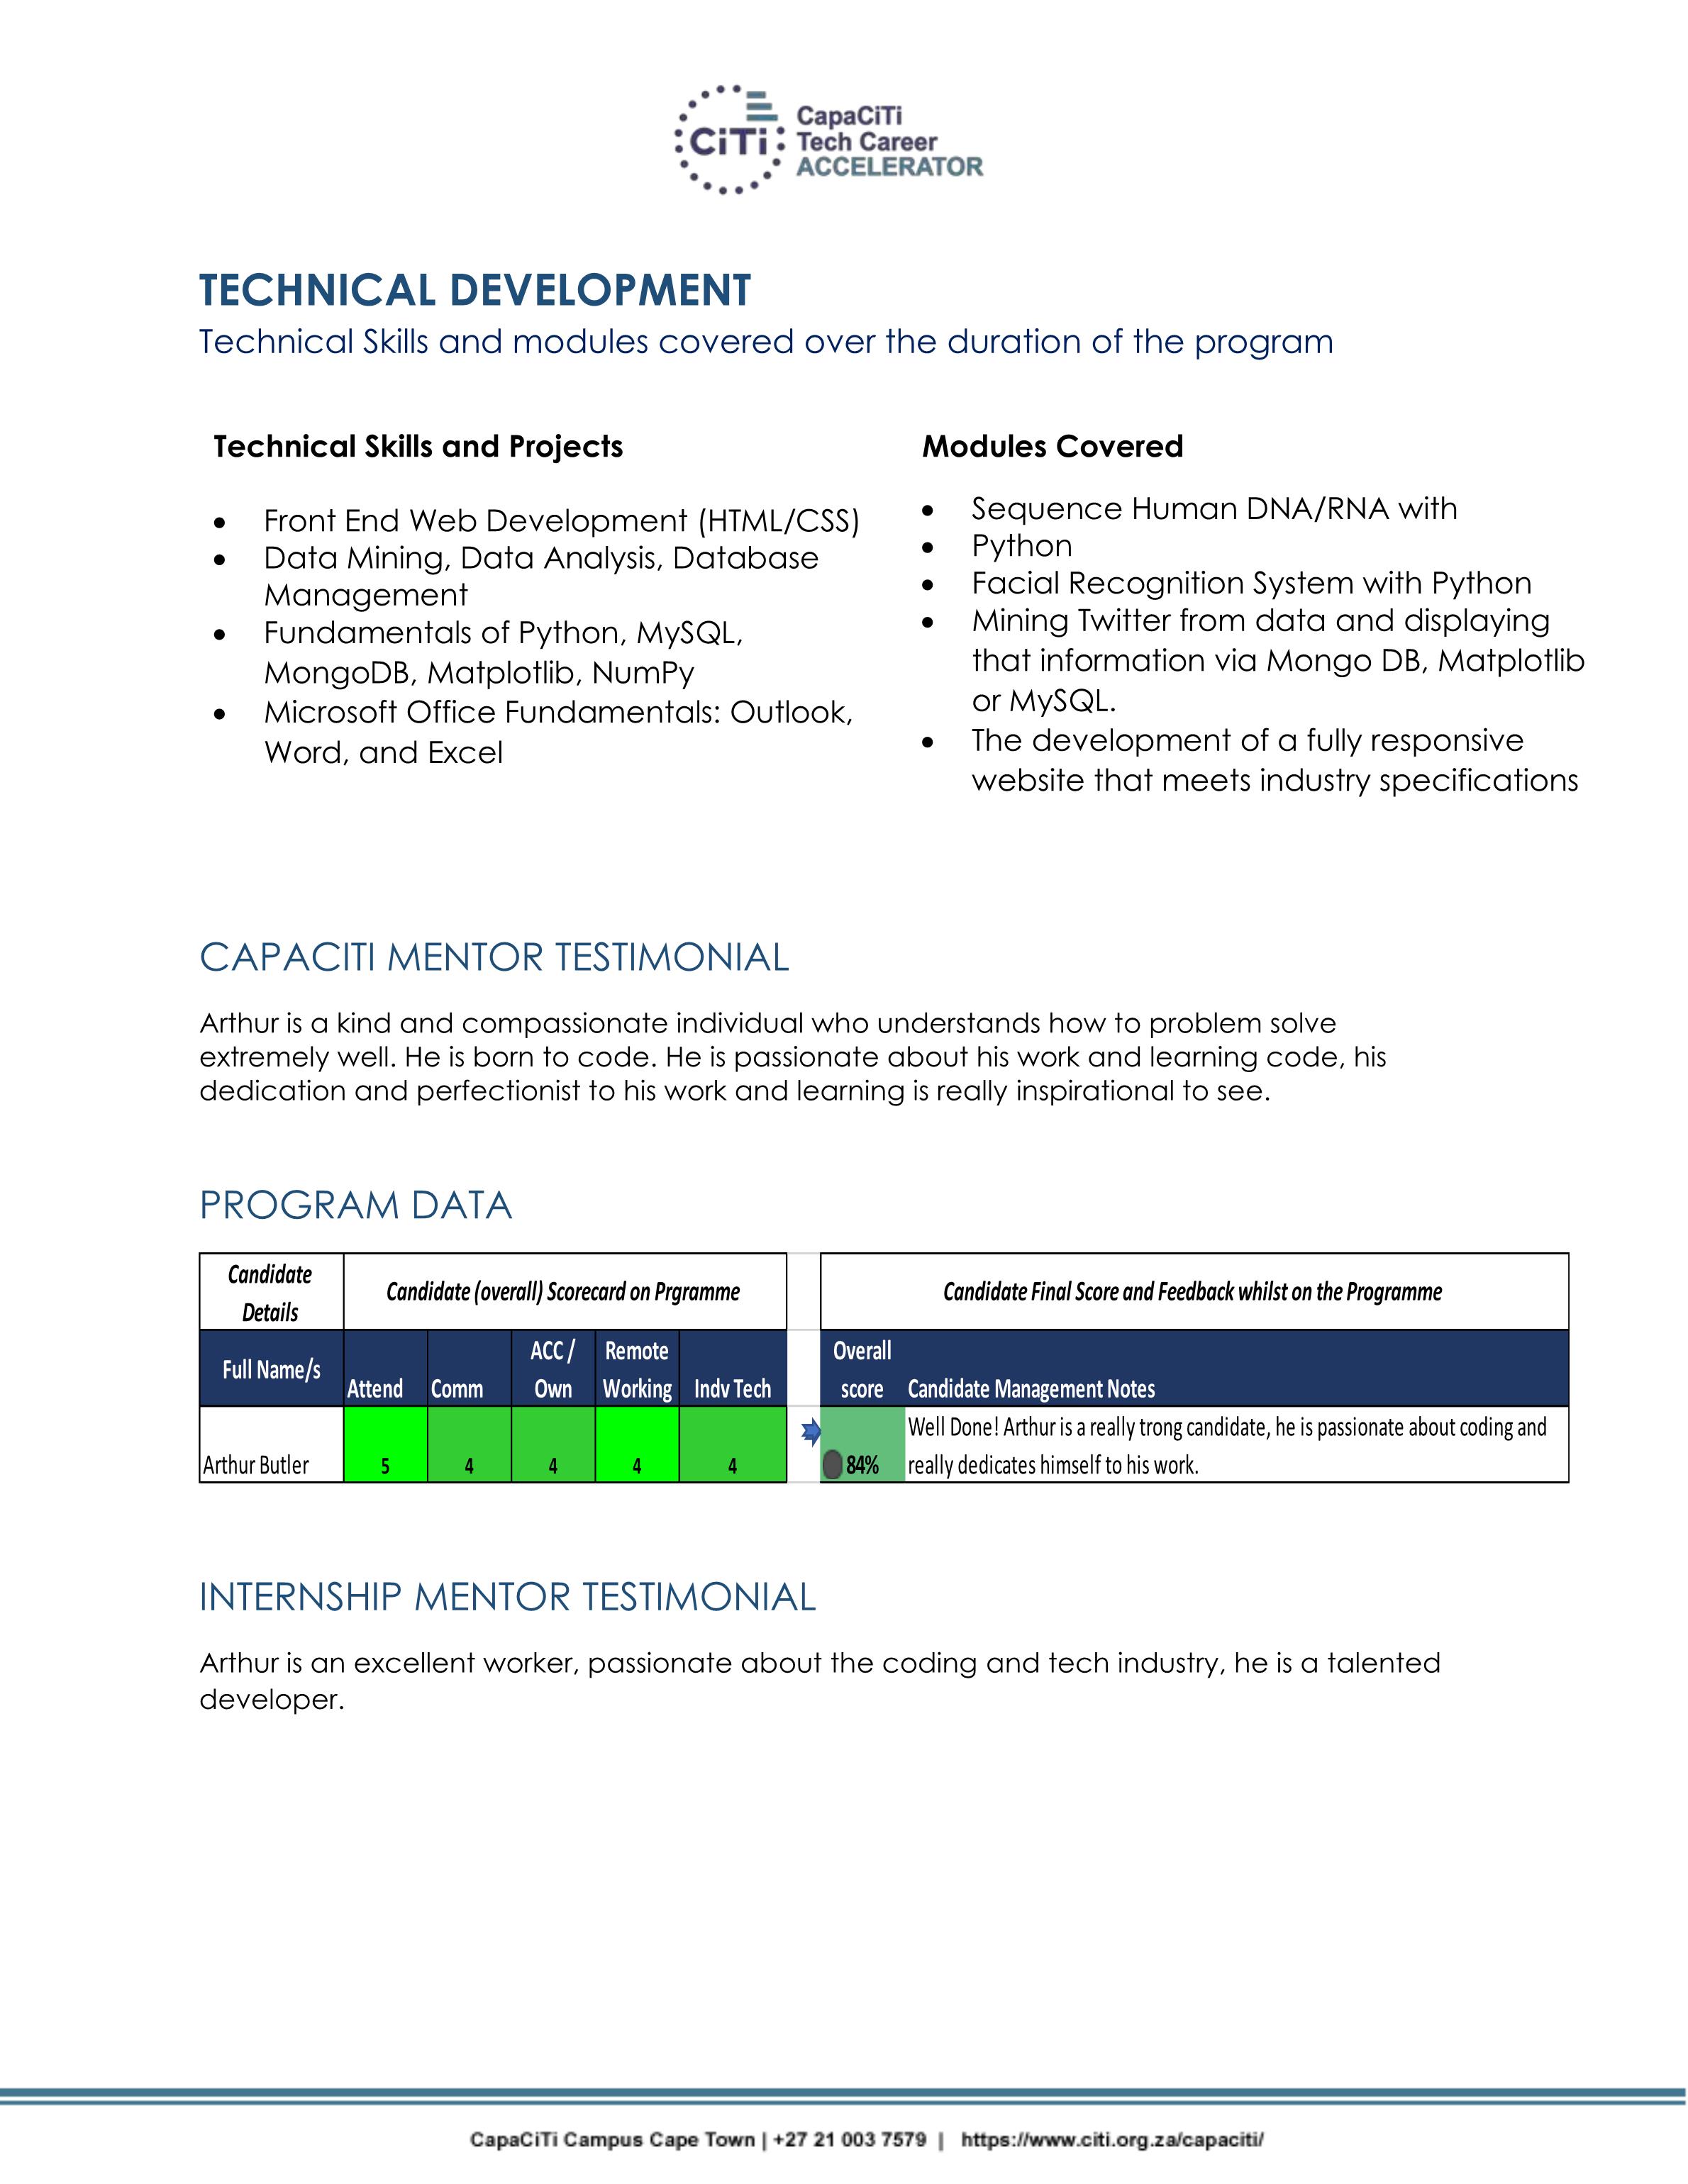 CiTi
CapaCiTi
Tech Career
ACCELERATOR
TECHNICAL DEVELOPMENT
Technical Skills and modules covered over the duration of the program
Technical Skills and Projects
• Front End Web Development (HTML/CSS)
• Data Mining, Data Analysis, Database
Management
• Fundamentals of Python, MySQL,
MongoDB, Matplotlib, NumPy
• Microsoft Office Fundamentals: Outlook,
Word, and Excel
Modules Covered
• Sequence Human DNA/RNA with
• Python
• Facial Recognition System with Python
• Mining Twitter from data and displaying
that information via Mongo DB, Matplotlib
or MySQL.
• The development of a fully responsive
website that meets industry specifications
CAPACITI MENTOR TESTIMONIAL
Arthur is a kind and compassionate individual who understands how to problem solve
extremely well. He is born to code. He is passionate about his work and learning code, his
dedication and perfectionist to his work and learning is really inspirational to see.
PROGRAM DATA
Candidate
Details
Candidate (overall) Scorecard on Prgramme
Candidate Final Score and Feedback whilst on the Programme
Full Name/s
Attend
Comm
ACC /
Own
Remote
Working
Indv Tech
Overall
score
Candidate Management Notes
Arthur Butler
5
4
4
4
4
84%
Well Done! Arthur is a really trong candidate, he is passionate about coding and
really dedicates himself to his work.
INTERNSHIP MENTOR TESTIMONIAL
Arthur is an excellent worker, passionate about the coding and tech industry, he is a talented
developer.
CapaCiTi Campus Cape Town | +27 21 003 7579 | https://www.citi.org.za/capaciti/